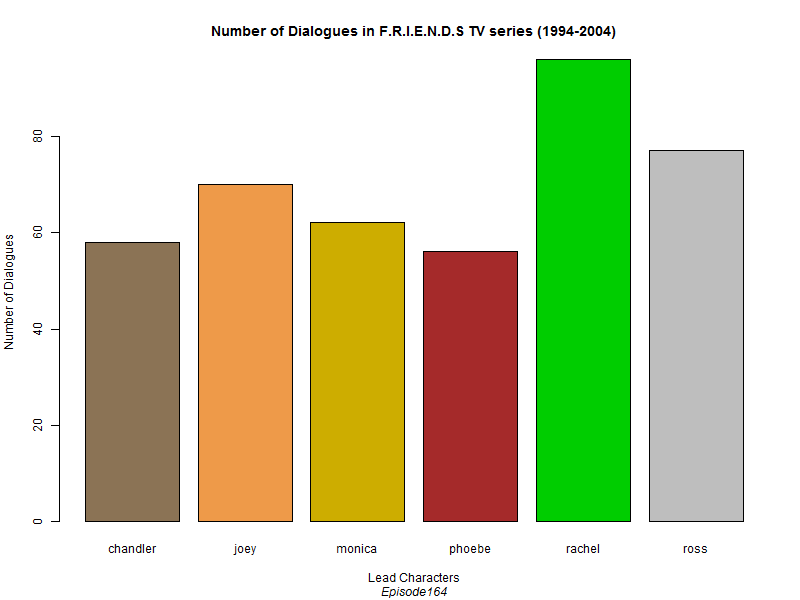 Number of Dialogues in F.R.I.E.N.D.S TV series (1994-2004)
Number of Dialogues
80
60
40
20
0
chandler joey monica phoebe rachel ross
Lead Characters
Episode164